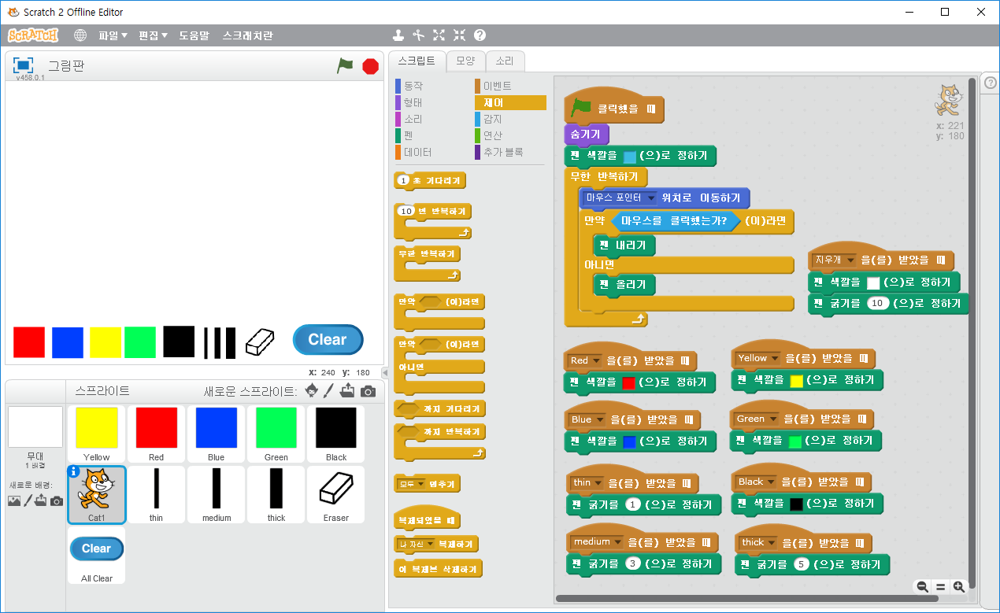 Scratch 2 Offline Editor
SCRATCH 파일 편집 도움말 스크래치란
그림판
v458.0.1
Clear
x: 240 y: 180
스프라이트 새로운 스프라이트:
무대
1 배경
새로운 배경:
Yellow Red Blue Green Black
Cat1 thin medium thick Eraser
Clear
All Clear
스크립트 모양 소리
동작 이벤트
형태 제어
소리 감지
펜 연산
데이터 추가 블록
1 초 기다리기
10 번 반복하기
무한 반복하기
만약 (이)라면
만약 (이)라면
아니면
까지 기다리기
까지 반복하기
모두 멈추기
복제되었을 때
나 자신 복제하기
이 복제본 삭제하기
클릭했을 때
숨기기
펜 색깔을 (으)로 정하기
무한 반복하기
마우스 포인터 위치로 이동하기
만약 마우스를 클릭했는가? (이)라면
펜 내리기
아니면
펜 올리기
지우개 을(를) 받았을 때
펜 색깔을 (으)로 정하기
펜 굵기를 10 (으)로 정하기
Red 을(를) 받았을 때
펜 색깔을 (으)로 정하기
Yellow 을(를) 받았을 때
펜 색깔을 (으)로 정하기
Blue 을(를) 받았을 때
펜 색깔을 (으)로 정하기
Green 을(를) 받았을 때
펜 색깔을 (으)로 정하기
thin 을(를) 받았을 때
펜 굵기를 1 (으)로 정하기
Black 을(를) 받았을 때
펜 색깔을 (으)로 정하기
medium 을(를) 받았을 때
펜 굵기를 3 (으)로 정하기
thick 을(를) 받았을 때
펜 굵기를 5 (으)로 정하기
x: 221
y: 180